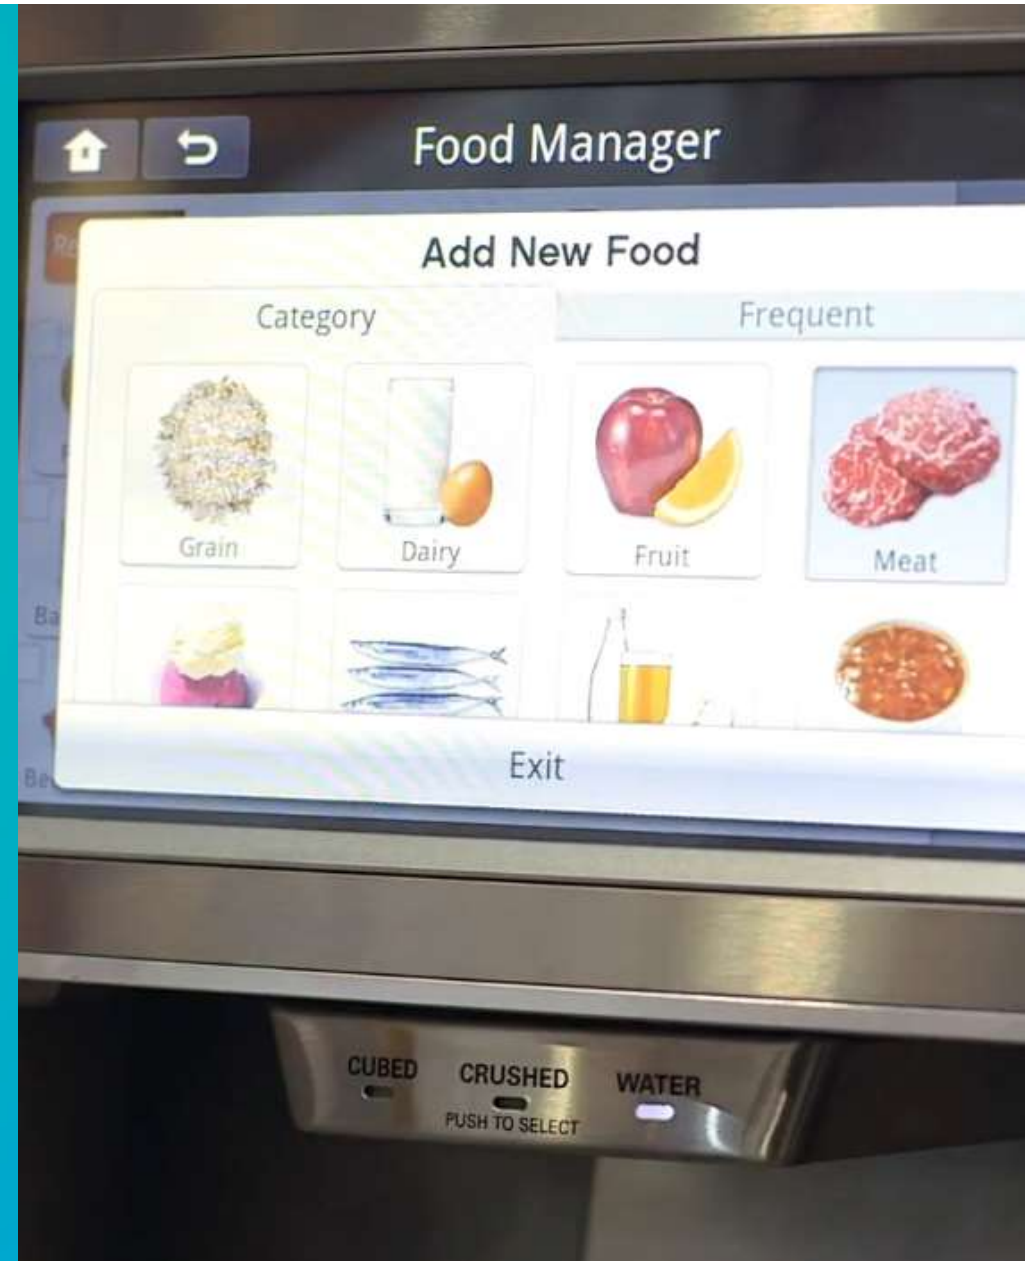 Food Manager
Add New Food
Category Frequent
Grain Dairy Fruit Meat
Exit
CUBED CRUSHED WATER
PUSH TO SELECT